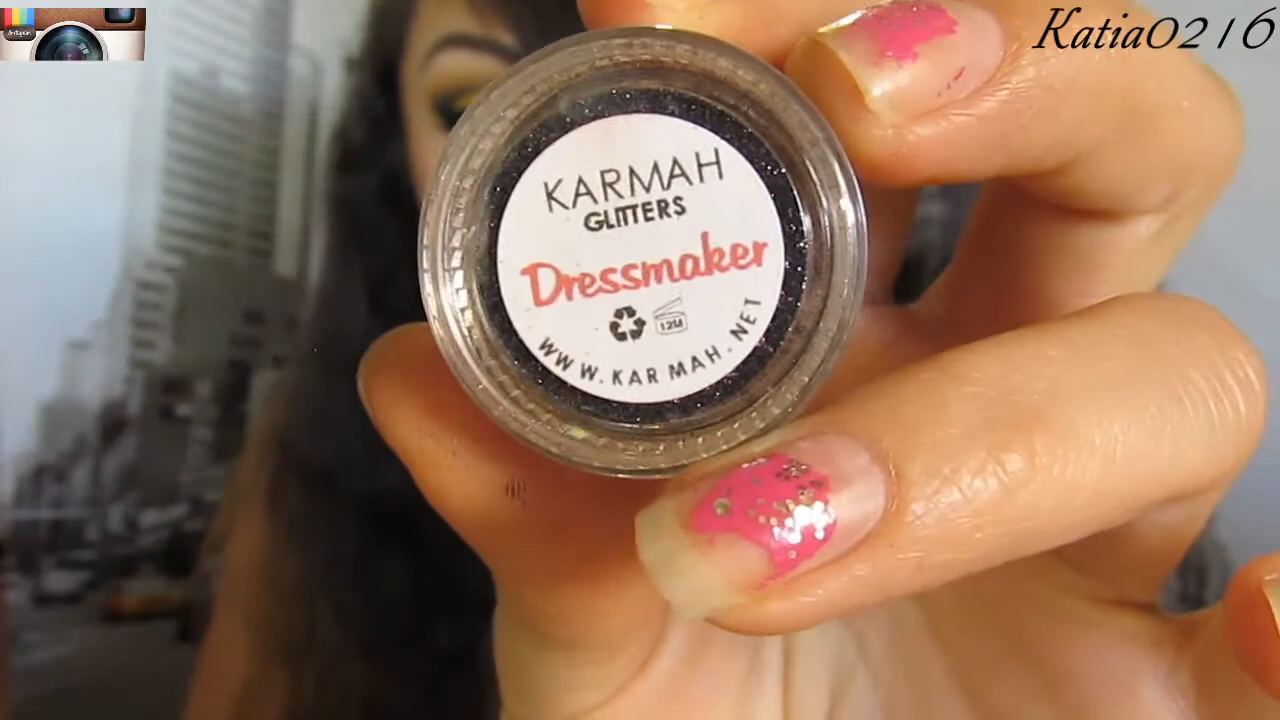 Katia0216
KARMAH
GLITTERS
Dressmaker
12M
WWW.KARMAH.NET